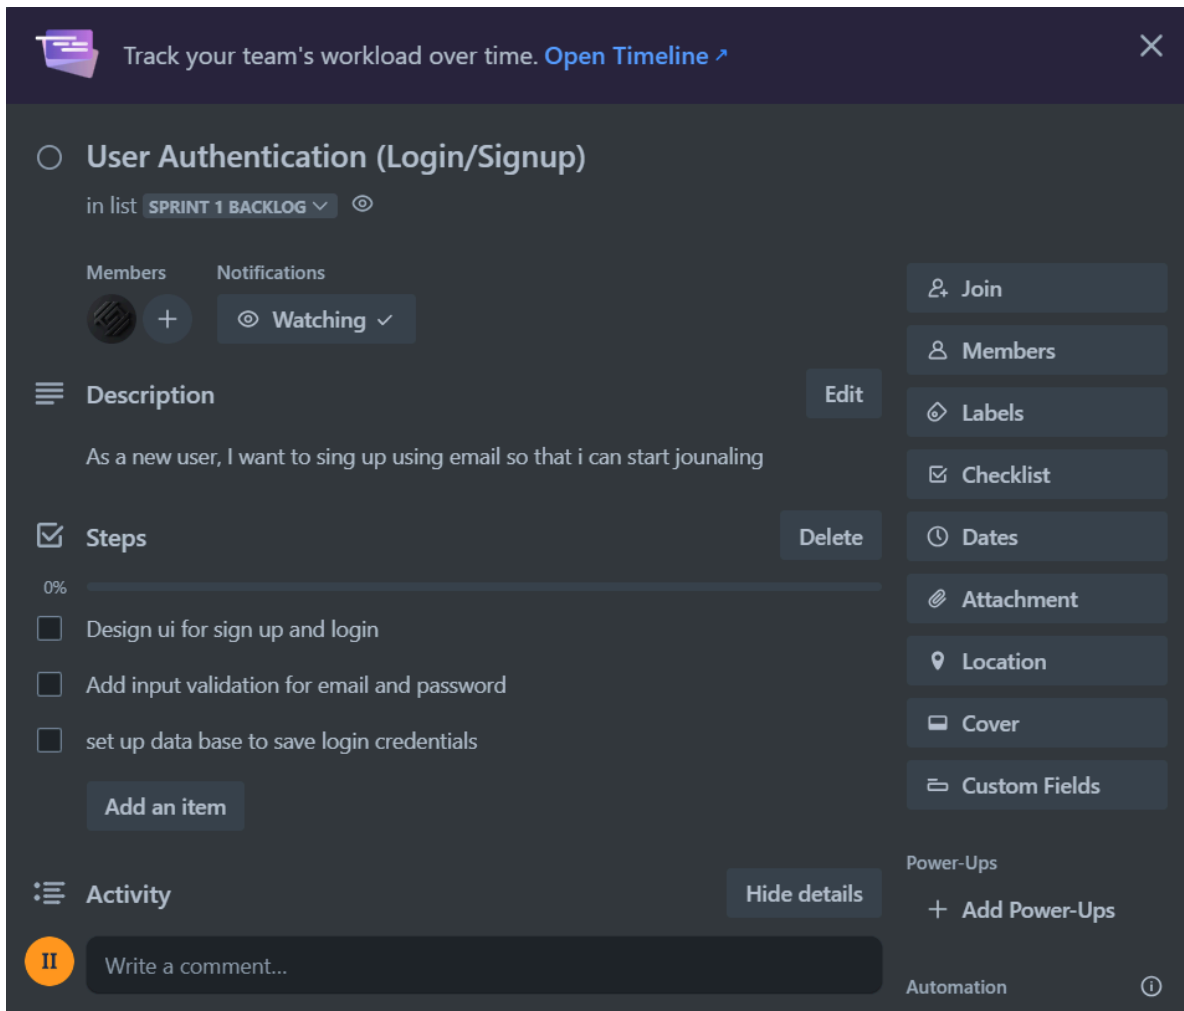 Track your team's workload over time. Open Timeline ↗
User Authentication (Login/Signup)
in list SPRINT 1 BACKLOG
Members
Notifications
Watching
Description
Edit
As a new user, I want to sing up using email so that i can start jounaling
Steps
Delete
0%
Design ui for sign up and login
Add input validation for email and password
set up data base to save login credentials
Add an item
Activity
Hide details
II
Write a comment...
Join
Members
Labels
Checklist
Dates
Attachment
Location
Cover
Custom Fields
Power-Ups
Add Power-Ups
Automation